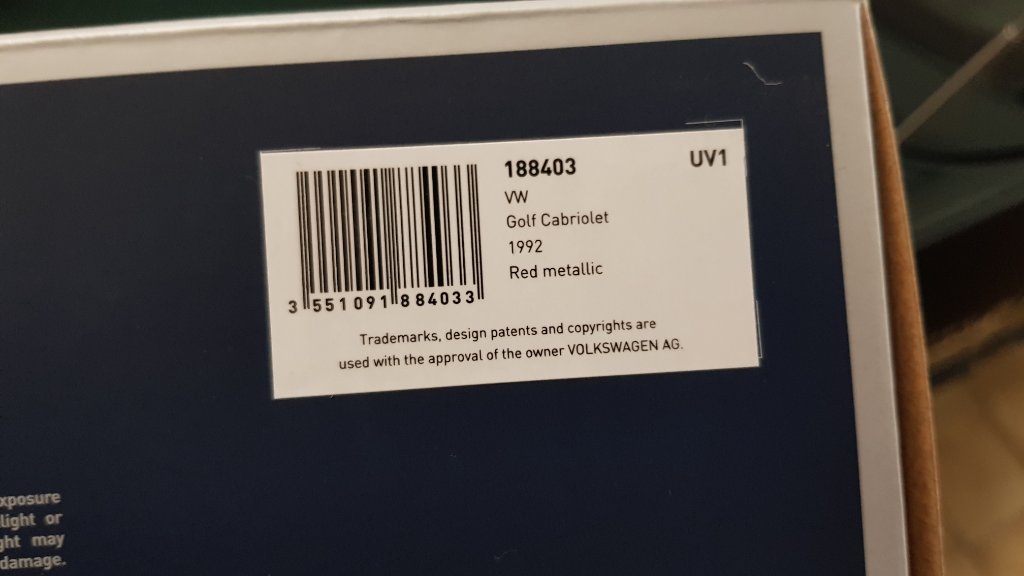 188403
UV1
VW
Golf Cabriolet
1992
Red metallic
3 551091 884033
Trademarks, design patents and copyrights are
used with the approval of the owner VOLKSWAGEN AG.
xposure
light or
ght may
damage.